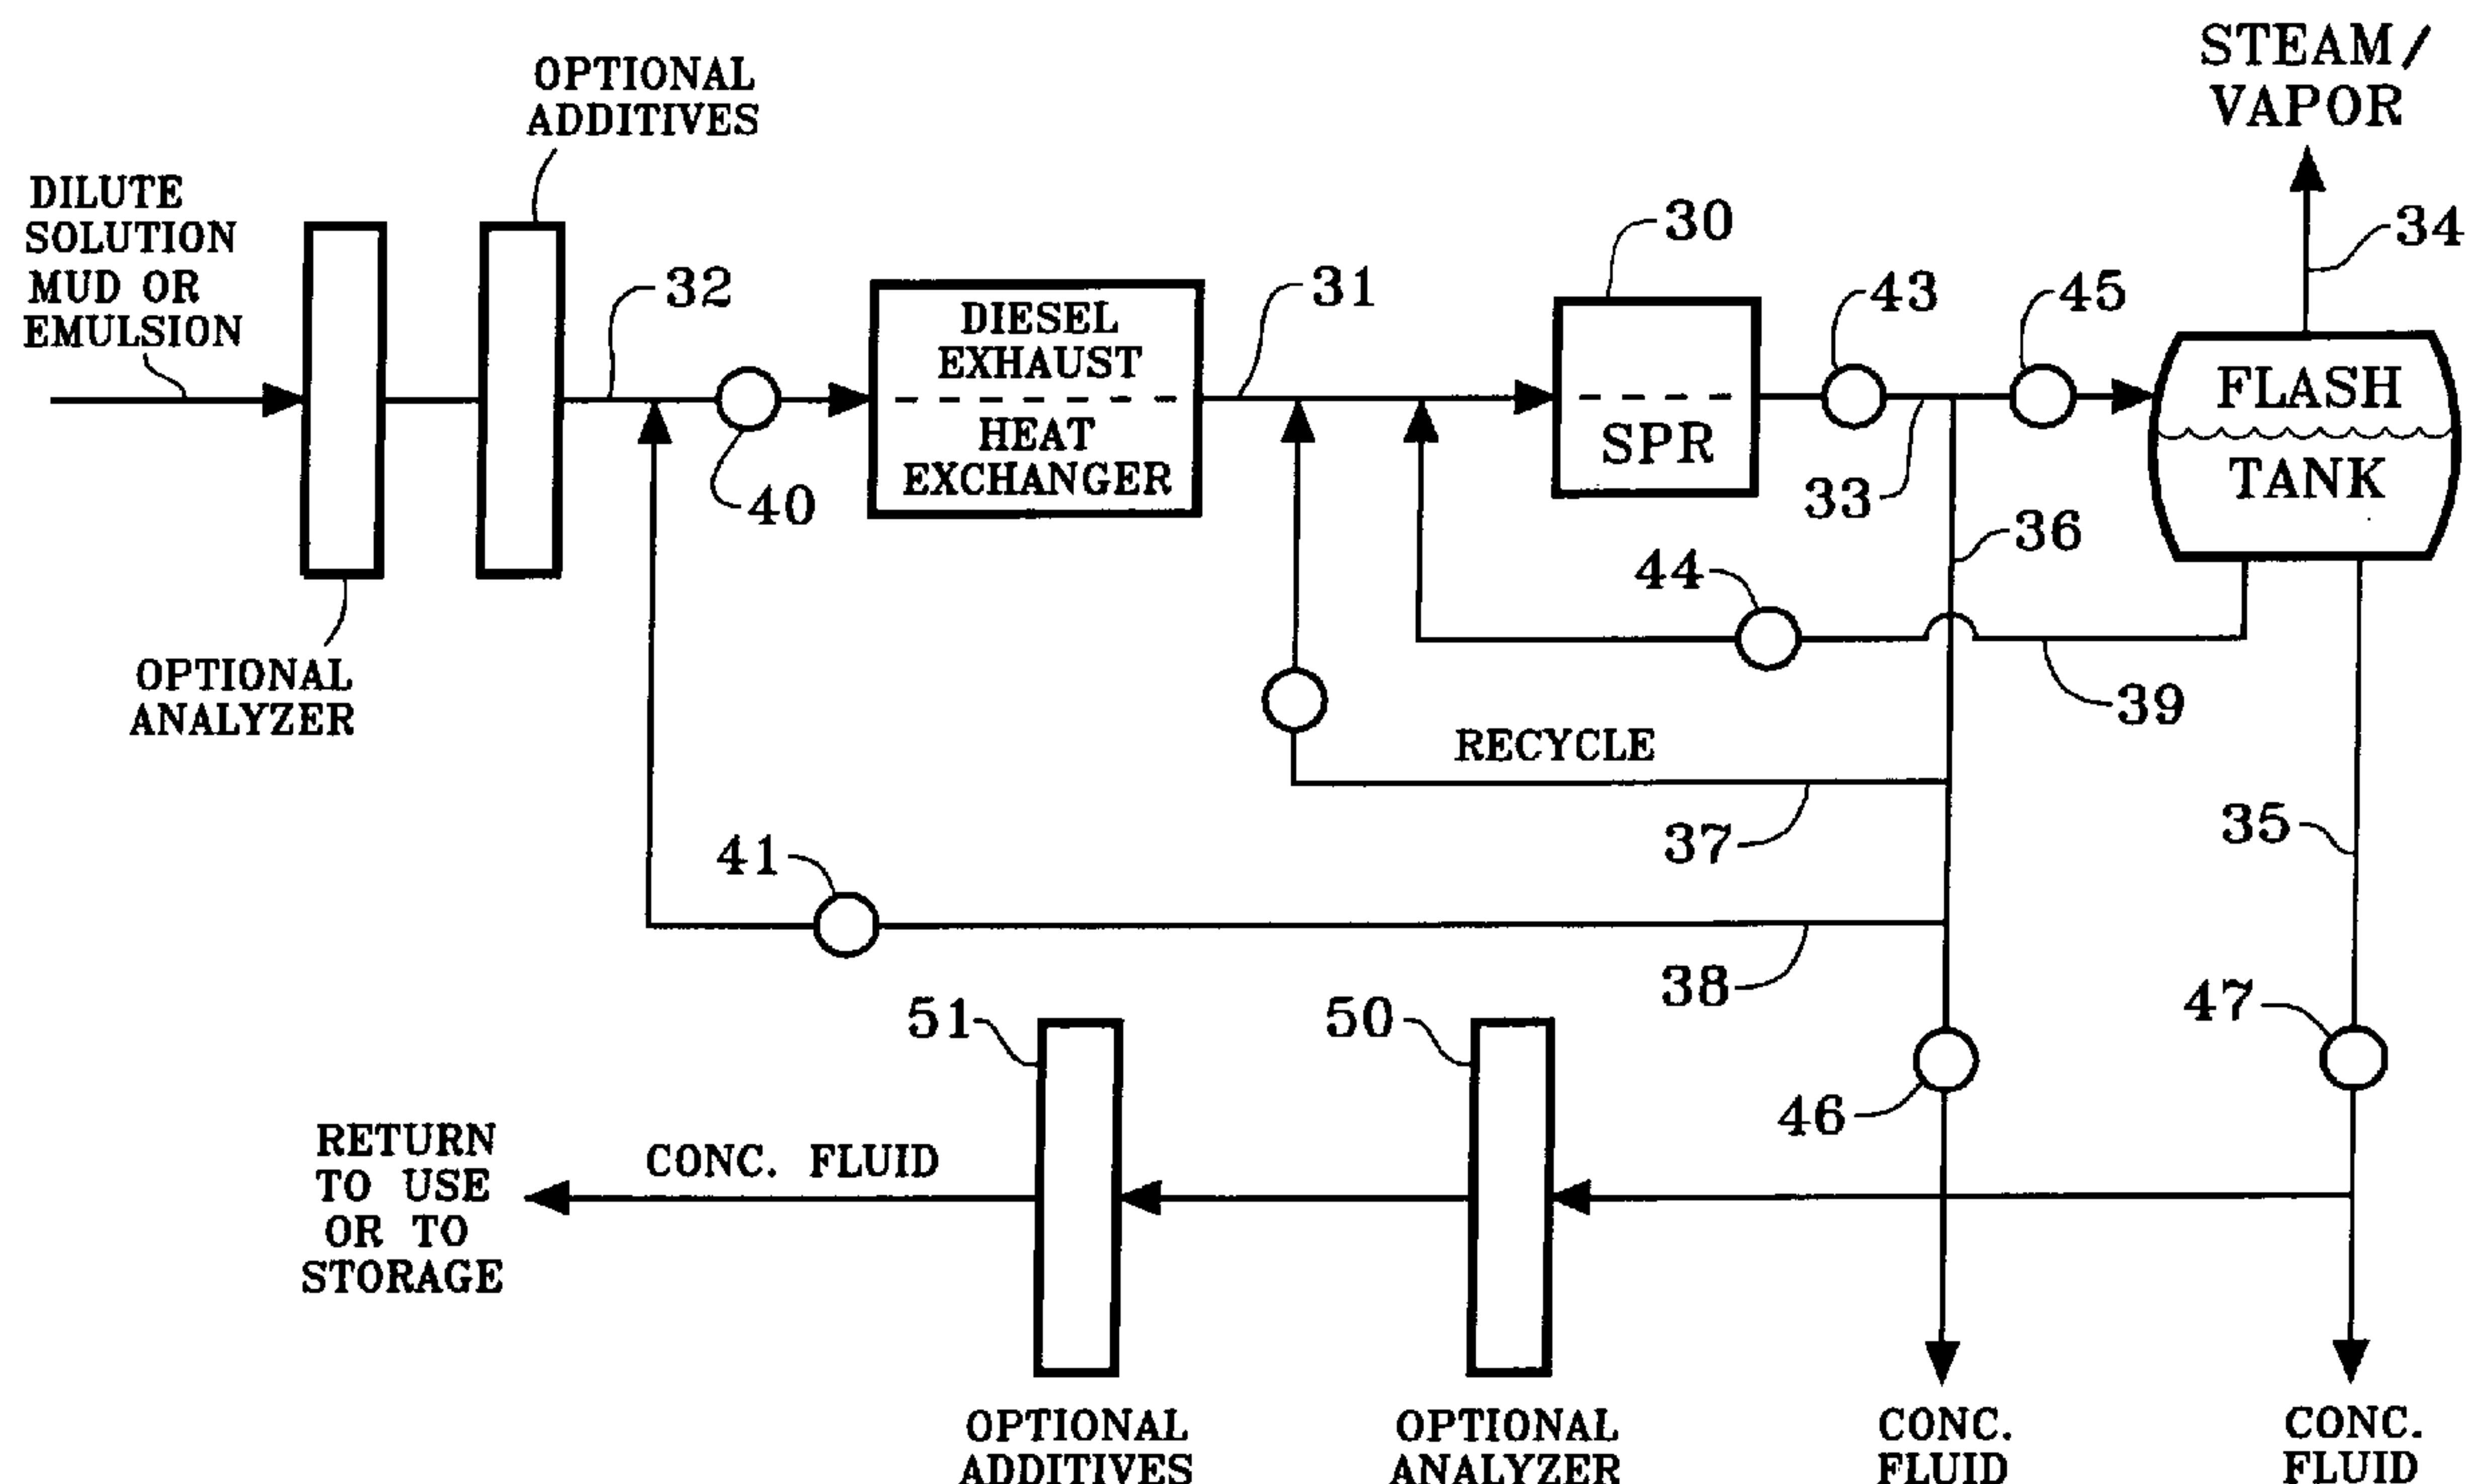 STEAM/
VAPOR
OPTIONAL
ADDITIVES
DILUTE
SOLUTION
MUD OR
EMULSION
32
31
30
43
45
34
DIESEL
EXHAUST
HEAT
EXCHANGER
SPR
FLASH
TANK
40
33
36
44
39
OPTIONAL
ANALYZER
RECYCLE
37
35
41
38
51
50
47
46
RETURN
TO USE
OR TO
STORAGE
CONC. FLUID
OPTIONAL
ADDITIVES
OPTIONAL
ANALYZER
CONC.
FLUID
CONC.
FLUID